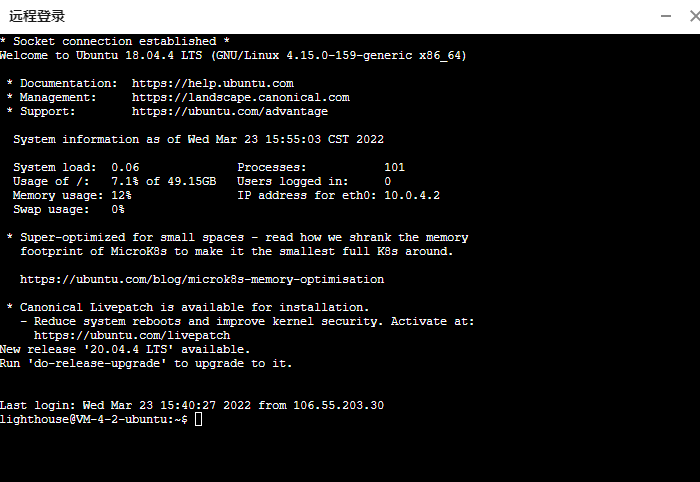 远程登录
* Socket connection established *
Welcome to Ubuntu 18.04.4 LTS (GNU/Linux 4.15.0-159-generic x86_64)
* Documentation:  https://help.ubuntu.com
* Management:     https://landscape.canonical.com
* Support:        https://ubuntu.com/advantage
System information as of Wed Mar 23 15:55:03 CST 2022
System load:  0.06              Processes:           101
Usage of /:   7.1% of 49.15GB   Users logged in:     0
Memory usage: 12%               IP address for eth0: 10.0.4.2
Swap usage:   0%
* Super-optimized for small spaces - read how we shrank the memory
footprint of MicroK8s to make it the smallest full K8s around.
https://ubuntu.com/blog/microk8s-memory-optimisation
* Canonical Livepatch is available for installation.
- Reduce system reboots and improve kernel security. Activate at:
https://ubuntu.com/livepatch
New release '20.04.4 LTS' available.
Run 'do-release-upgrade' to upgrade to it.
Last login: Wed Mar 23 15:40:27 2022 from 106.55.203.30
lighthouse@VM-4-2-ubuntu:~$